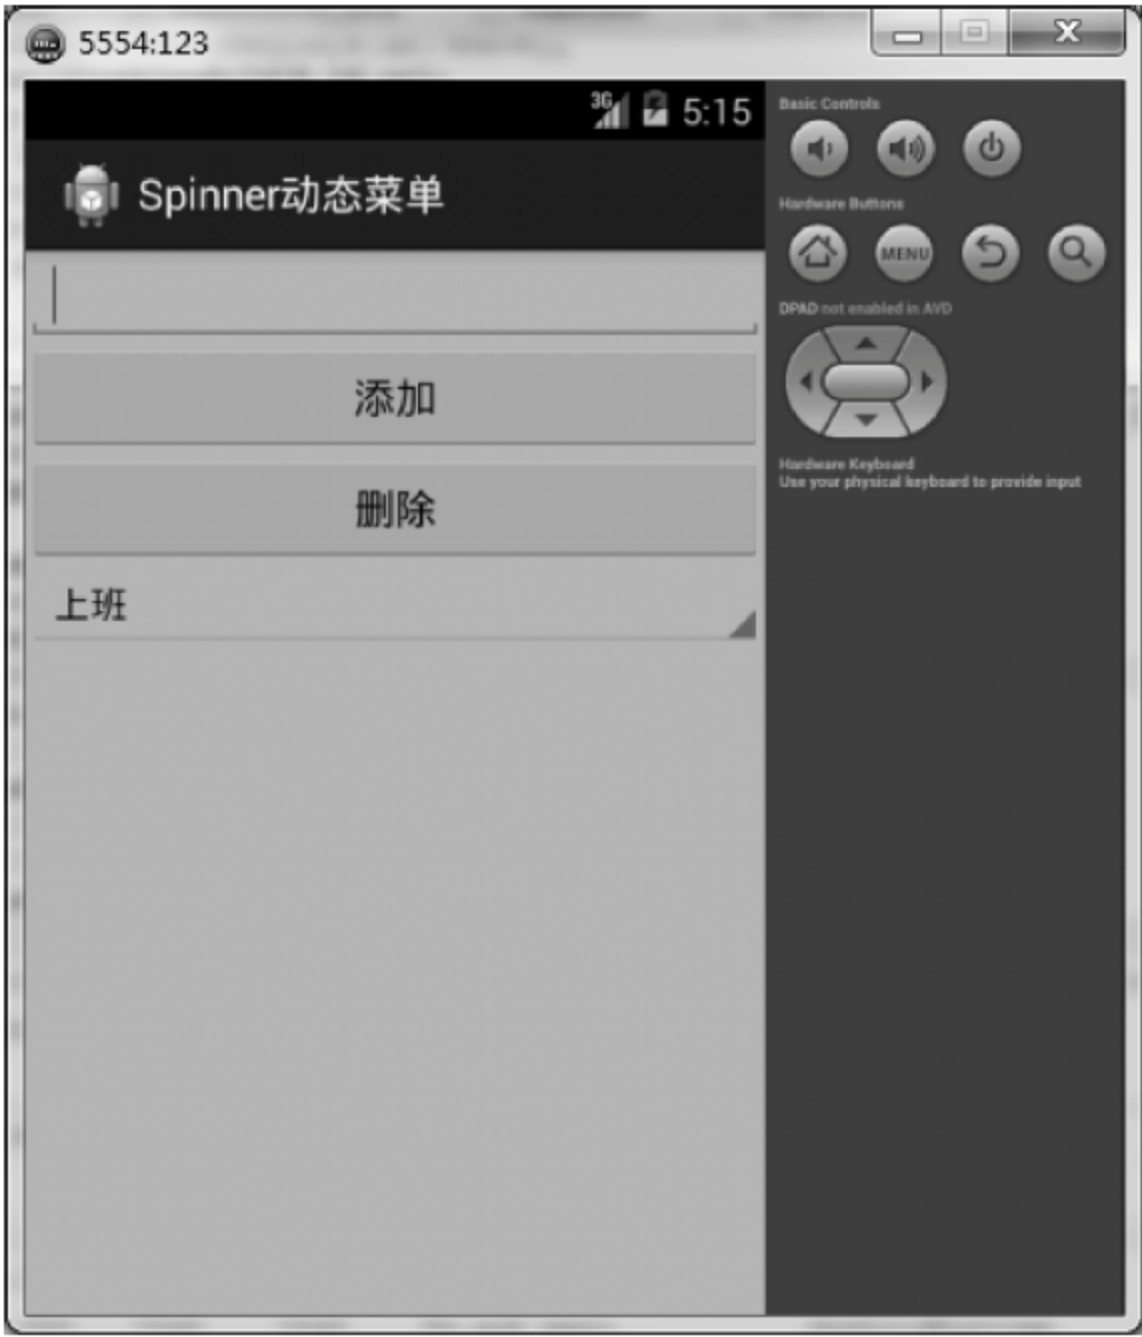 5554:123
3G 5:15
Spinner动态菜单
添加
删除
上班
Basic Controls
Hardware Buttons
MENU
DPAD not enabled in AVD
Hardware Keyboard
Use your physical keyboard to provide input